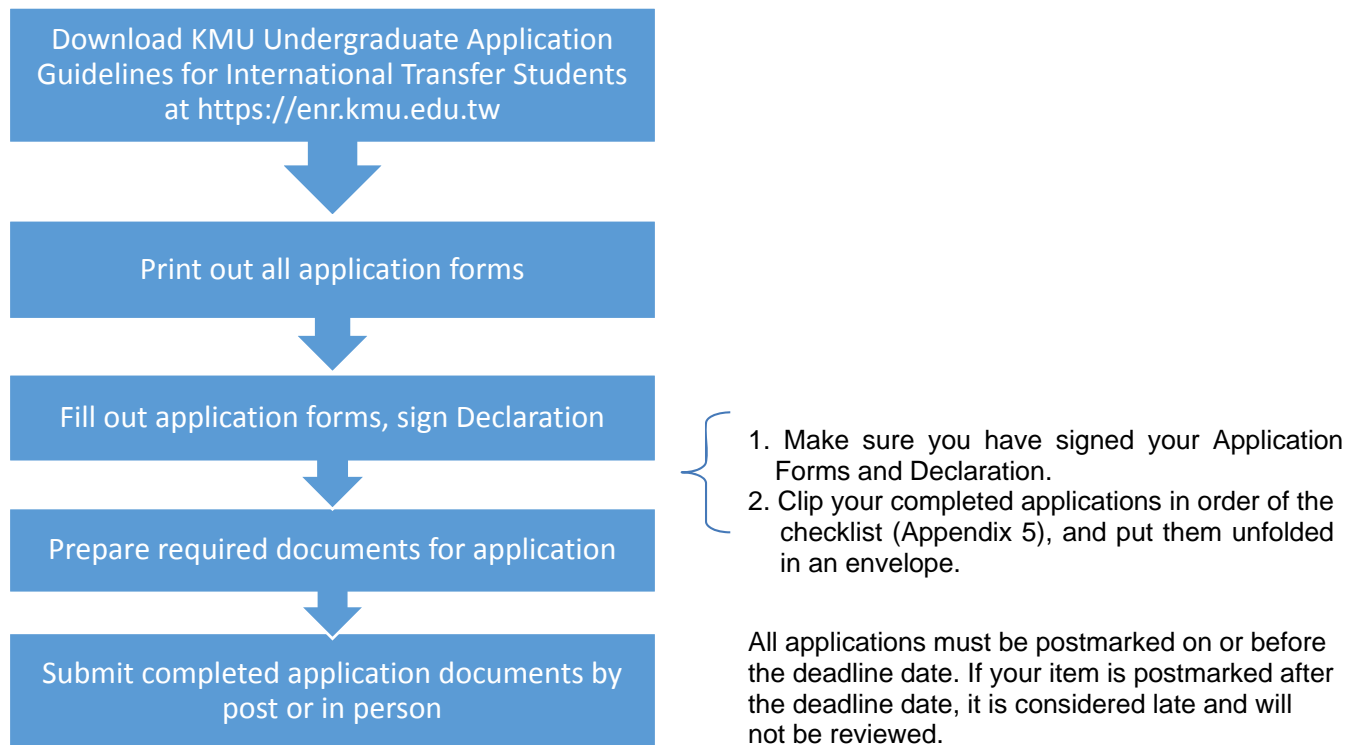 Download KMU Undergraduate Application
Guidelines for International Transfer Students
at https://enr.kmu.edu.tw
Print out all application forms
Fill out application forms, sign Declaration
1. Make sure you have signed your Application
Forms and Declaration.
2. Clip your completed applications in order of the
checklist (Appendix 5), and put them unfolded
in an envelope.
Prepare required documents for application
Submit completed application documents by
post or in person
All applications must be postmarked on or before
the deadline date. If your item is postmarked after
the deadline date, it is considered late and will
not be reviewed.